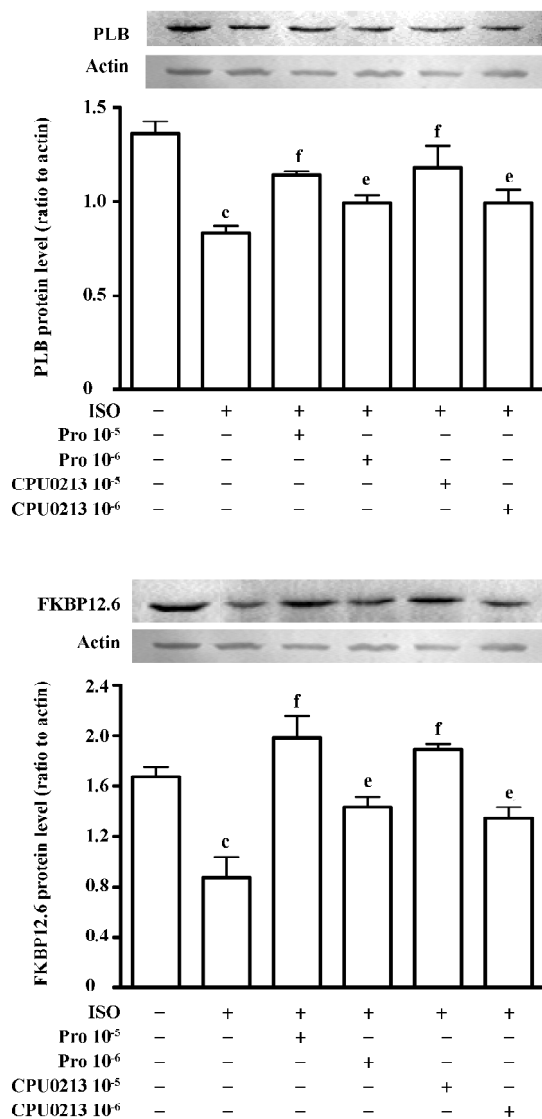 PLB
Actin
PLB protein level (ratio to actin)
1.5
1.0
0.5
0
c
f
e
f
e
ISO − + + + + +
Pro 10⁻⁵ − − + − − −
Pro 10⁻⁶ − − − + − −
CPU0213 10⁻⁵ − − − − + −
CPU0213 10⁻⁶ − − − − − +
FKBP12.6
Actin
FKBP12.6 protein level (ratio to actin)
2.4
2.0
1.6
1.2
0.8
0.4
0
c
f
e
f
e
ISO − + + + + +
Pro 10⁻⁵ − − + − − −
Pro 10⁻⁶ − − − + − −
CPU0213 10⁻⁵ − − − − + −
CPU0213 10⁻⁶ − − − − − +